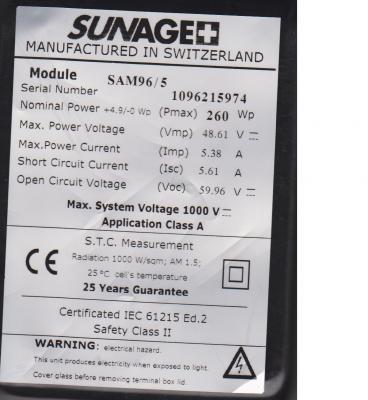 SUNAGE
MANUFACTURED IN SWITZERLAND
Module SAM96/5
Serial Number 1096215974
Nominal Power +4.9/-0 Wp (Pmax) 260 Wp
Max. Power Voltage (Vmp) 48.61 V
Max.Power Current (Imp) 5.38 A
Short Circuit Current (Isc) 5.61 A
Open Circuit Voltage (Voc) 59.96 V
Max. System Voltage 1000 V
Application Class A
S.T.C. Measurement
CE
Radiation 1000 W/sqm; AM 1.5;
25 °C cell's temperature
25 Years Guarantee
Certificated IEC 61215 Ed.2
Safety Class II
WARNING: electrical hazard.
This unit produces electricity when exposed to light.
Cover glass before removing terminal box lid.